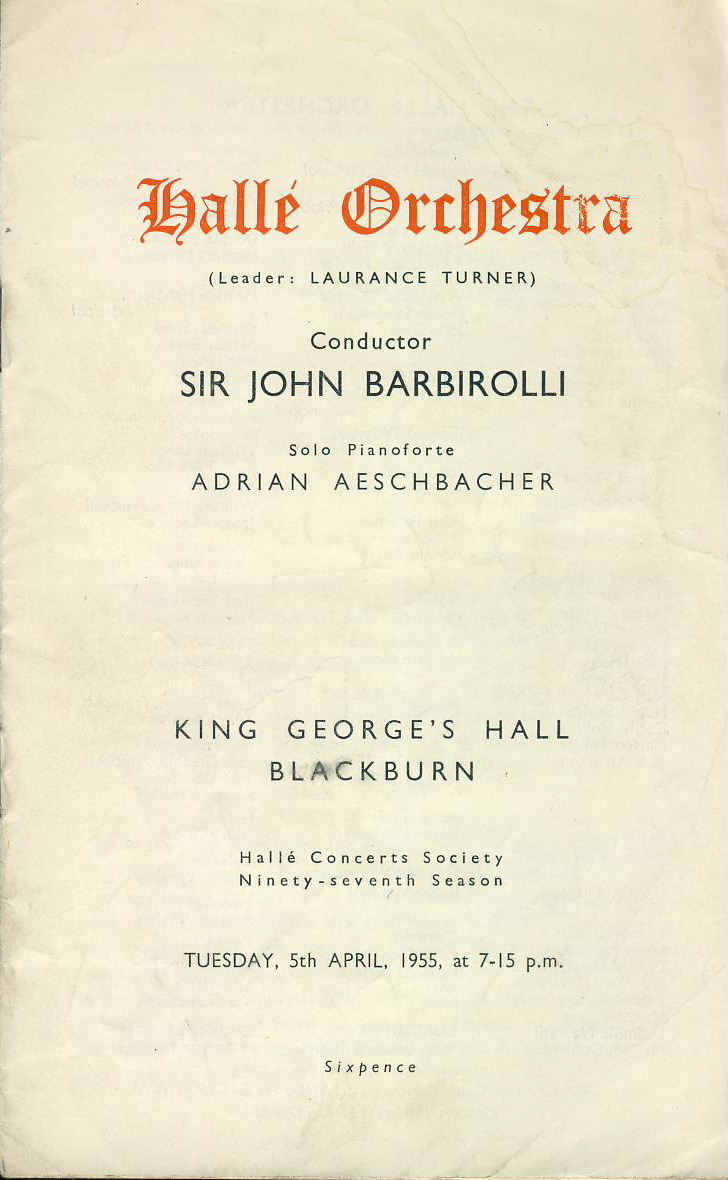 Hallé Orchestra
(Leader: LAURANCE TURNER)
Conductor
SIR JOHN BARBIROLLI
Solo Pianoforte
ADRIAN AESCHBACHER
KING GEORGE'S HALL
BLACKBURN
Hallé Concerts Society
Ninety-seventh Season
TUESDAY, 5th APRIL, 1955, at 7-15 p.m.
Sixpence